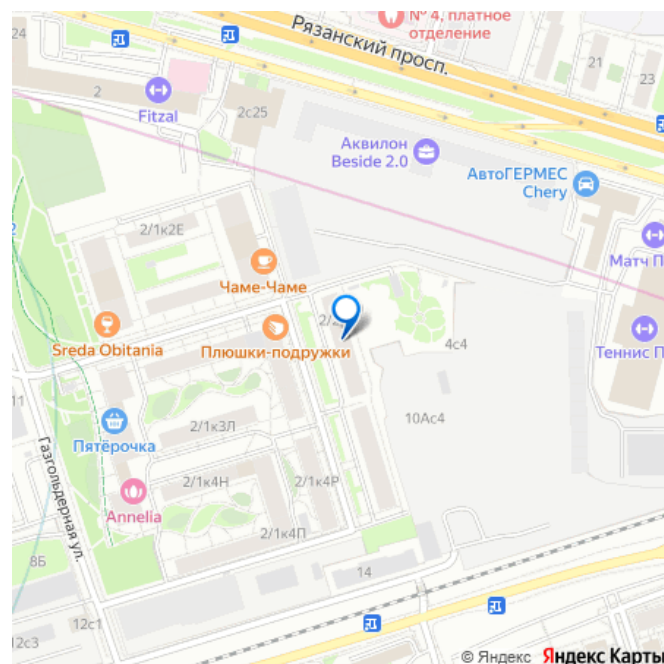 № 4, платное
отделение
Рязанский просп.
24
2
Fitzal
2с25
21
23
Аквилон
Beside 2.0
АвтоГЕРМЕС
Chery
2/1к2Е
Матч П
Чаме-Чаме
2/2
Sreda Obitania
Плюшки-подружки
4с4
Теннис П
11
10Ас4
Пятёрочка
2/1к3Л
Газгольдерная ул.
2/1к4Н
2/1к4Р
Annelia
2/1к4П
8Б
14
12с1
12с3
© Яндекс Яндекс Карты